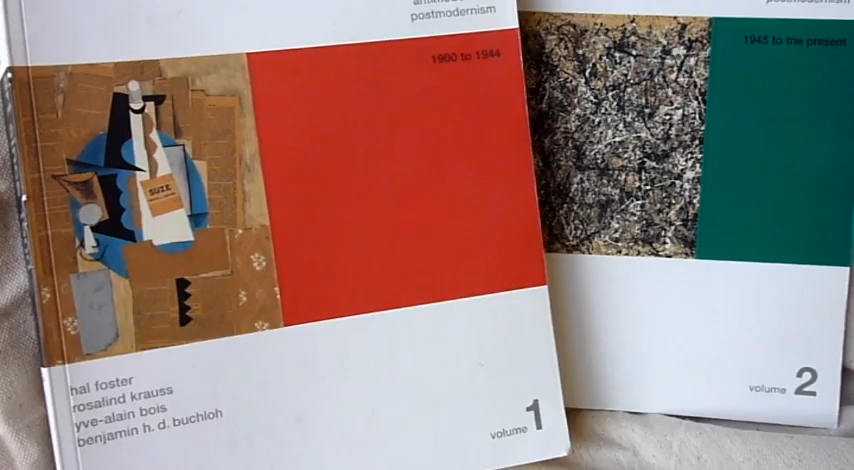 postmodernism
1900 to 1944
SUZE
hal foster
rosalind krauss
yve-alain bois
benjamin h. d. buchloh
volume 1
postmodernism
1945 to the present
volume 2